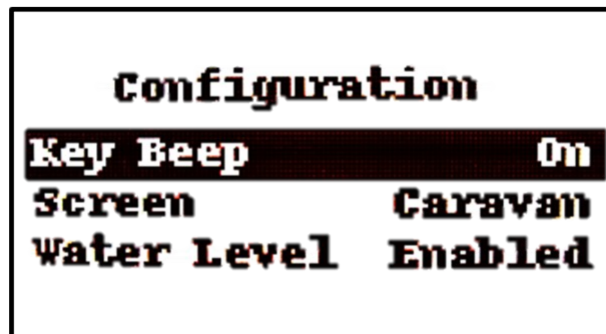 Configuration
Key Beep On
Screen Caravan
Water Level Enabled